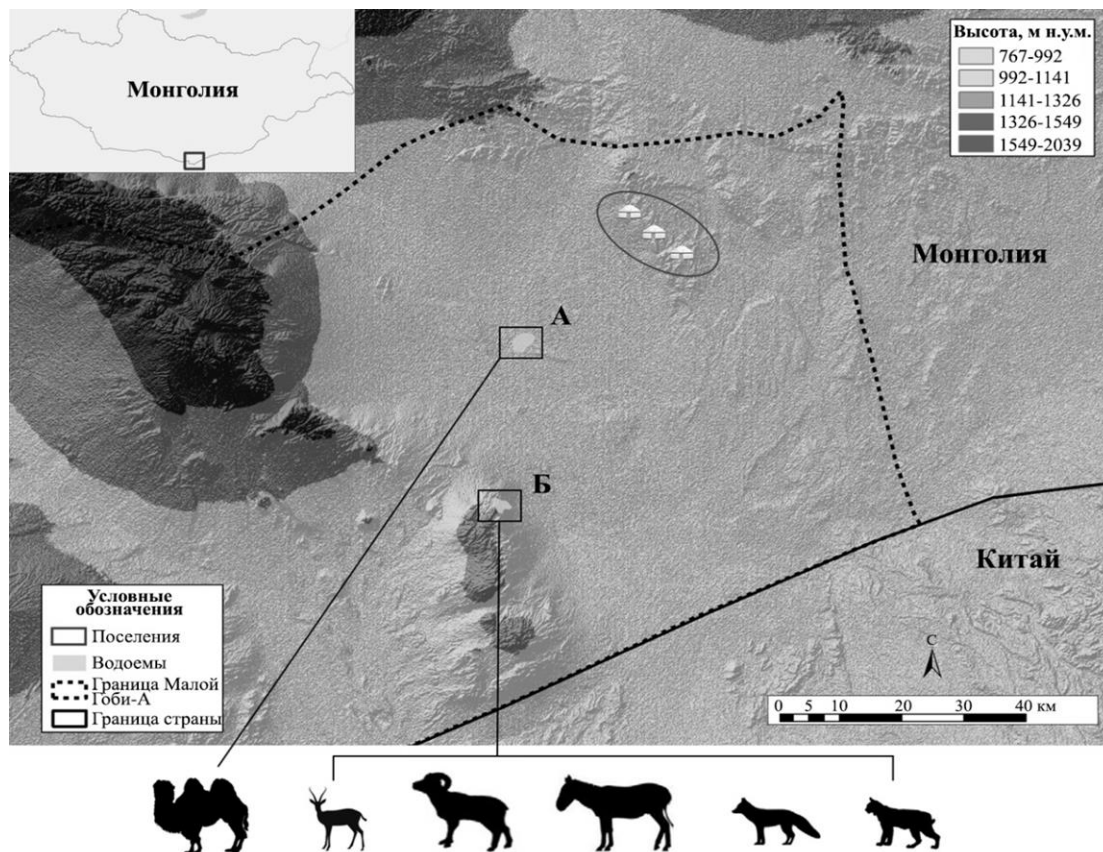 Монголия
Высота, м н.у.м.
767-992
992-1141
1141-1326
1326-1549
1549-2039
Монголия
А
Б
Китай
Условные
обозначения
Поселения
Водоемы
Граница Малой
Гоби-А
Граница страны
С
0 5 10 20 30 40 км